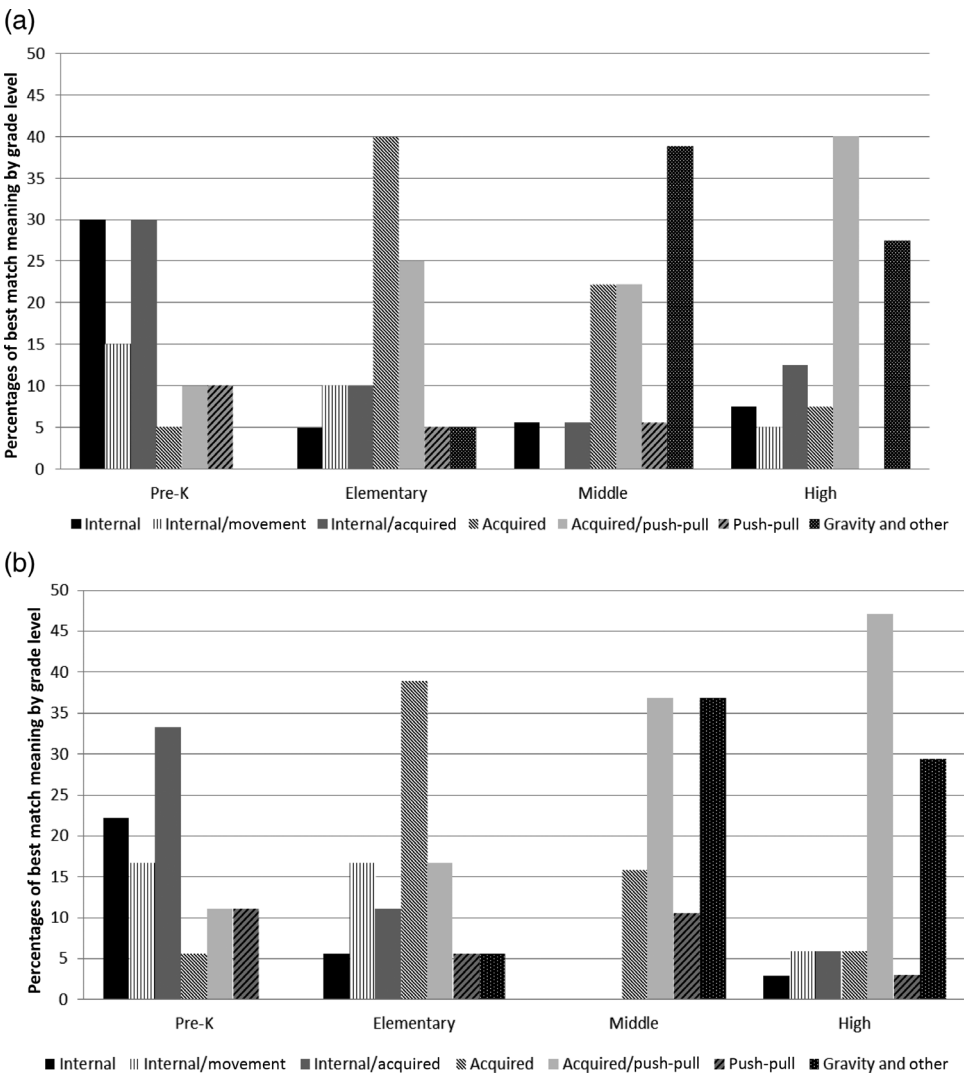 (a)
Percentages of best match meaning by grade level
50
45
40
35
30
25
20
15
10
5
0
Pre-K Elementary Middle High
Internal Internal/movement Internal/acquired Acquired Acquired/push-pull Push-pull Gravity and other
(b)
Percentages of best match meaning by grade level
50
45
40
35
30
25
20
15
10
5
0
Pre-K Elementary Middle High
Internal Internal/movement Internal/acquired Acquired Acquired/push-pull Push-pull Gravity and other